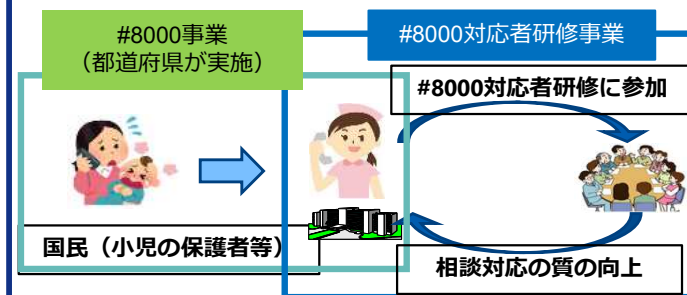 #8000事業
（都道府県が実施）
#8000対応者研修事業
#8000対応者研修に参加
国民（小児の保護者等）
相談対応の質の向上